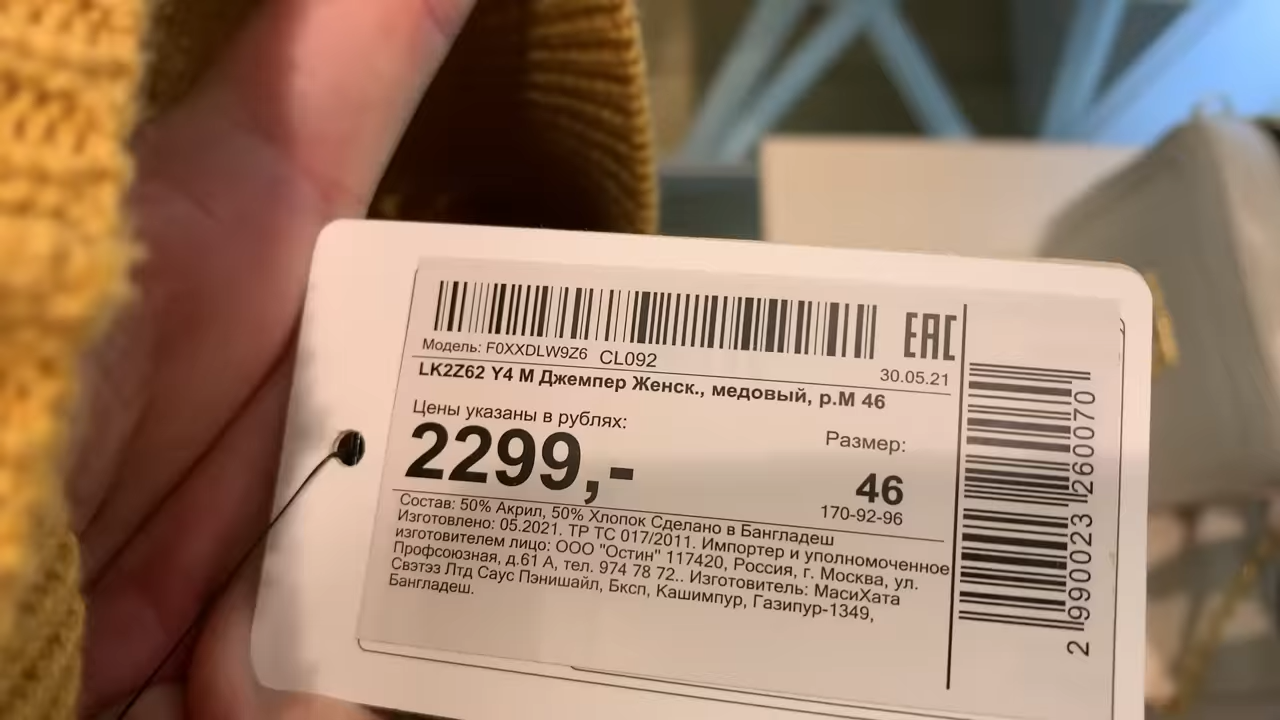 EAC
Модель: F0XXDLW9Z6 CL092
30.05.21
LK2Z62 Y4 M Джемпер Женск., медовый, р.M 46
Цены указаны в рублях:
Размер:
2299,-
46
170-92-96
Состав: 50% Акрил, 50% Хлопок Сделано в Бангладеш
Изготовлено: 05.2021. ТР ТС 017/2011. Импортер и уполномоченное
изготовителем лицо: ООО "Остин" 117420, Россия, г. Москва, ул.
Профсоюзная, д.61 А, тел. 974 78 72.. Изготовитель: МасиХата
Свэтэз Лтд Саус Пэнишайл, Бксп, Кашимпур, Газипур-1349,
Бангладеш.
2 990023 260070